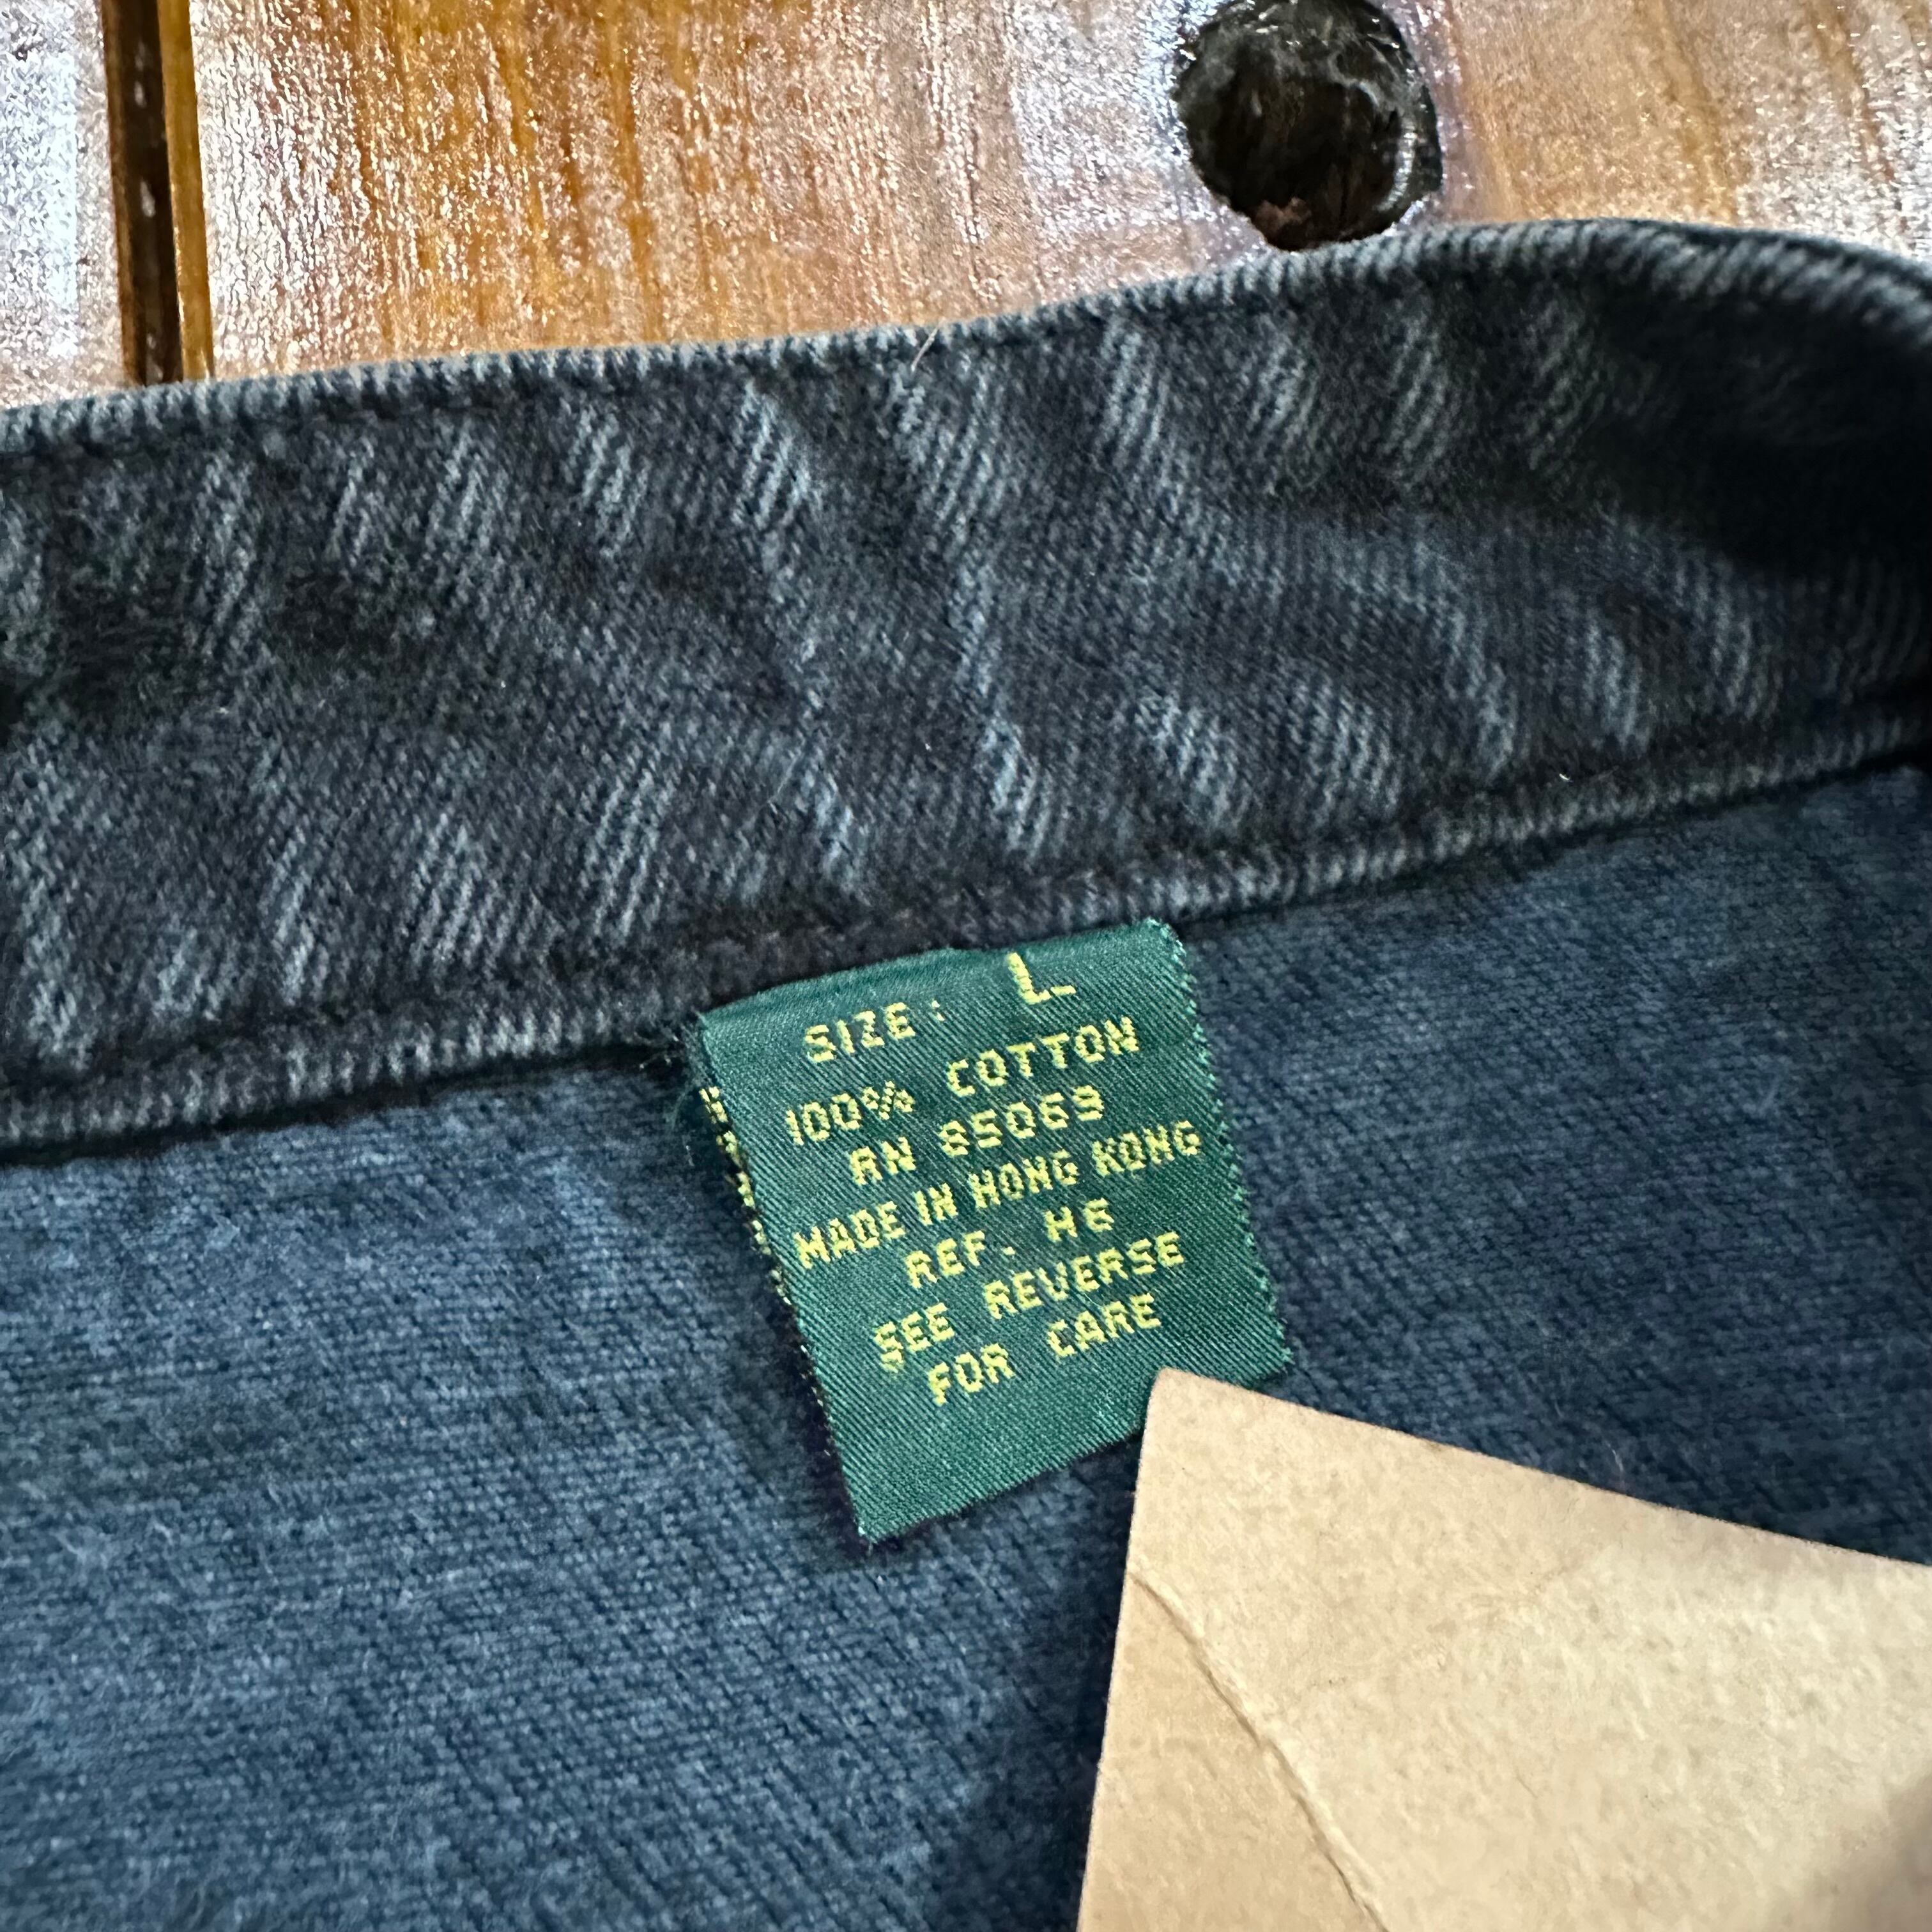 SIZE: L
100% COTTON
RN 85069
MADE IN HONG KONG
REF. H6
SEE REVERSE
FOR CARE